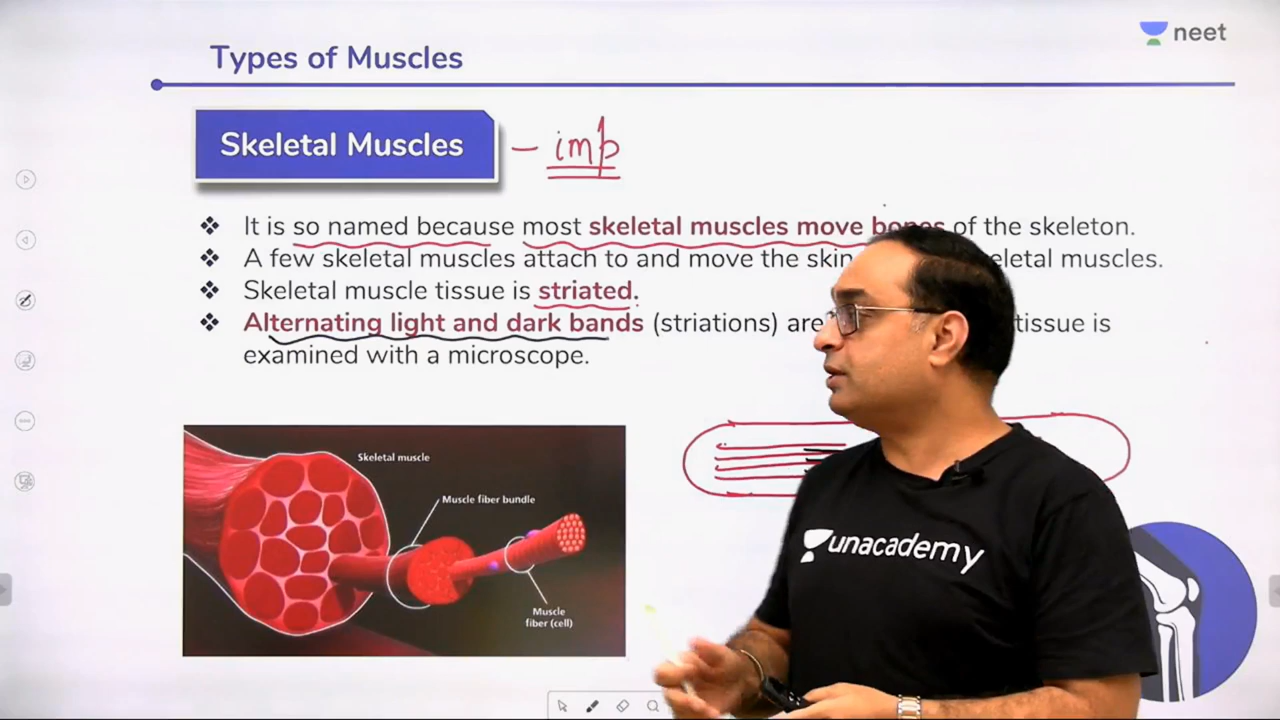 neet
Types of Muscles
Skeletal Muscles – imp
❖ It is so named because most skeletal muscles move bones of the skeleton.
❖ A few skeletal muscles attach to and move the skin eletal muscles.
❖ Skeletal muscle tissue is striated.
❖ Alternating light and dark bands (striations) are tissue is
examined with a microscope.
Skeletal muscle
Muscle fiber bundle
Muscle
fiber (cell)
unacademy